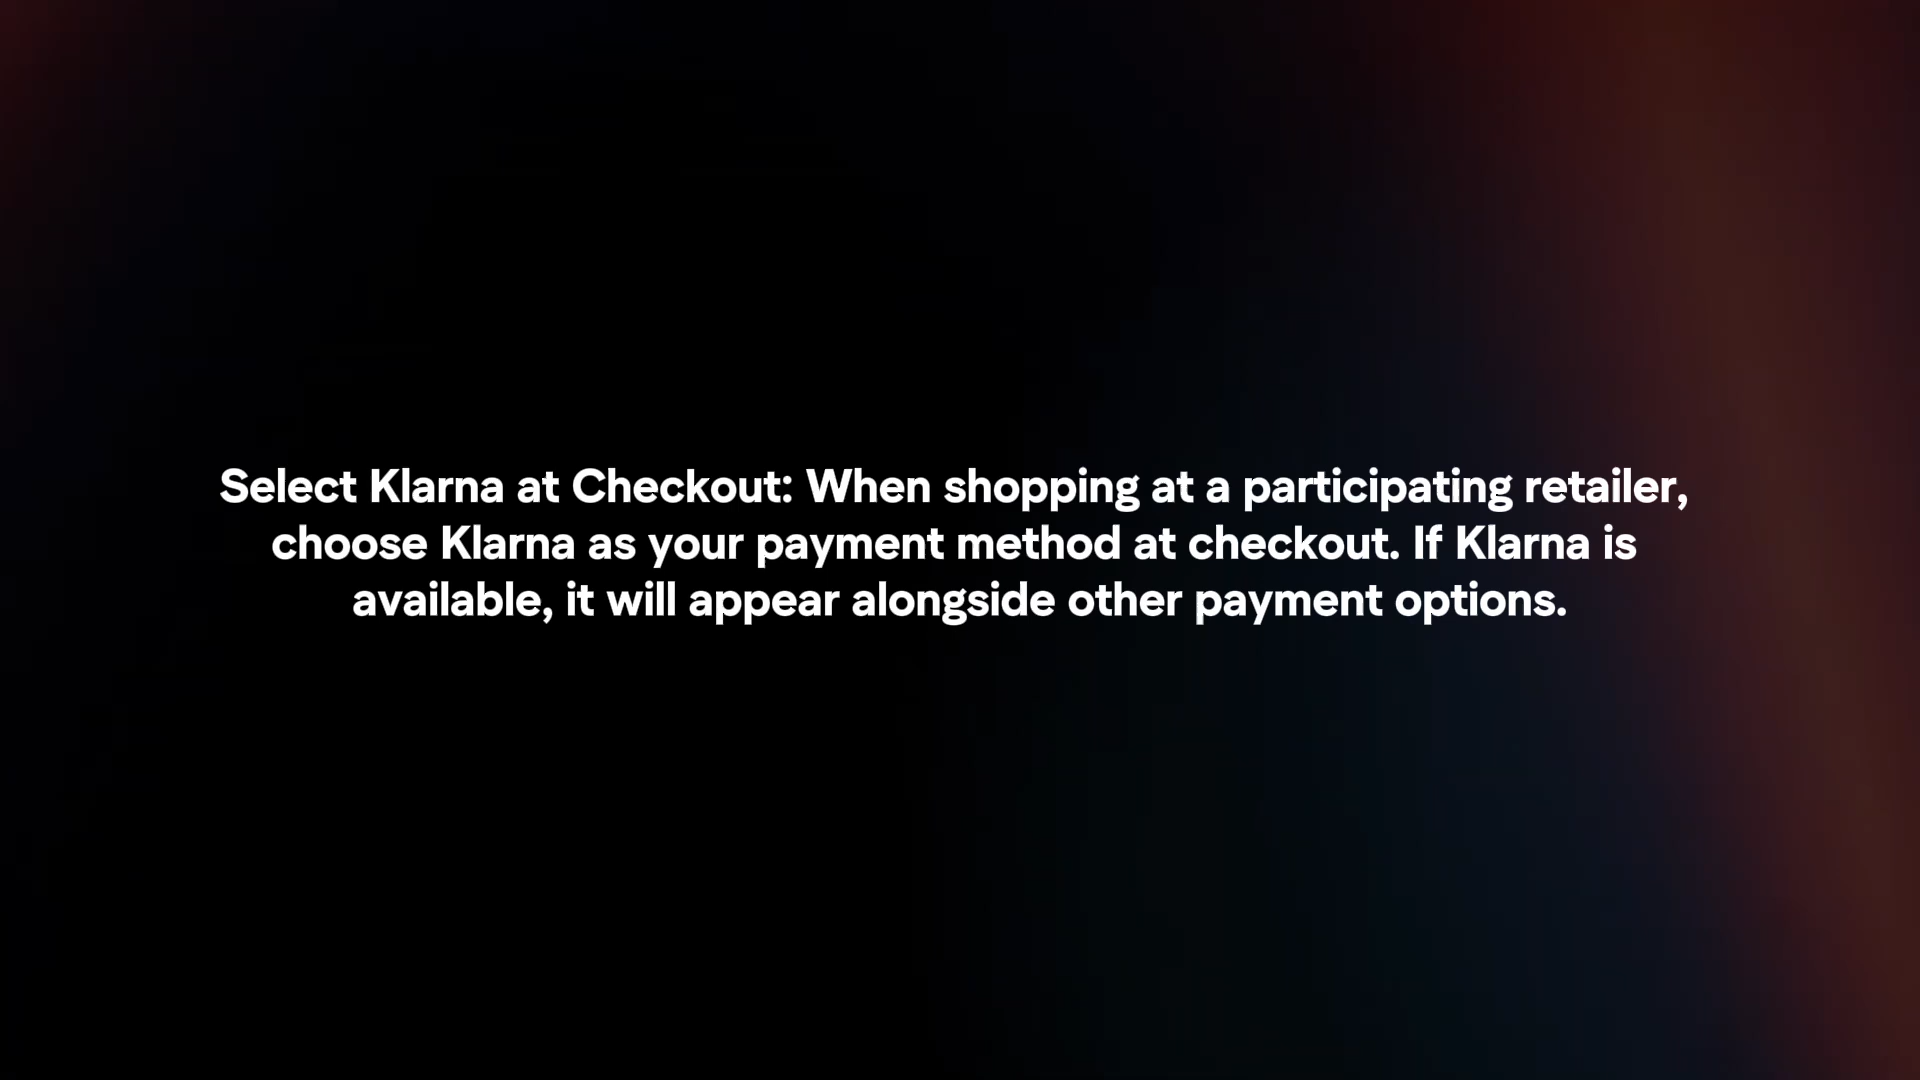 Select Klarna at Checkout: When shopping at a participating retailer,
choose Klarna as your payment method at checkout. If Klarna is
available, it will appear alongside other payment options.